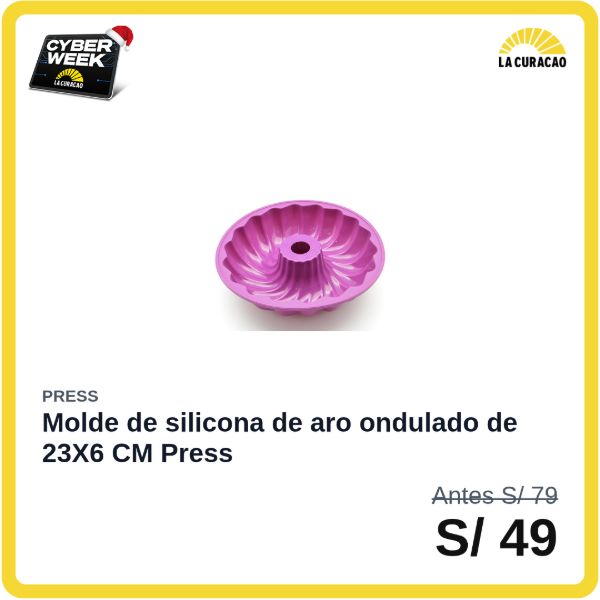 CYBER
WEEK
LA CURACAO
LA CURACAO
PRESS
Molde de silicona de aro ondulado de
23X6 CM Press
Antes S/ 79
S/ 49